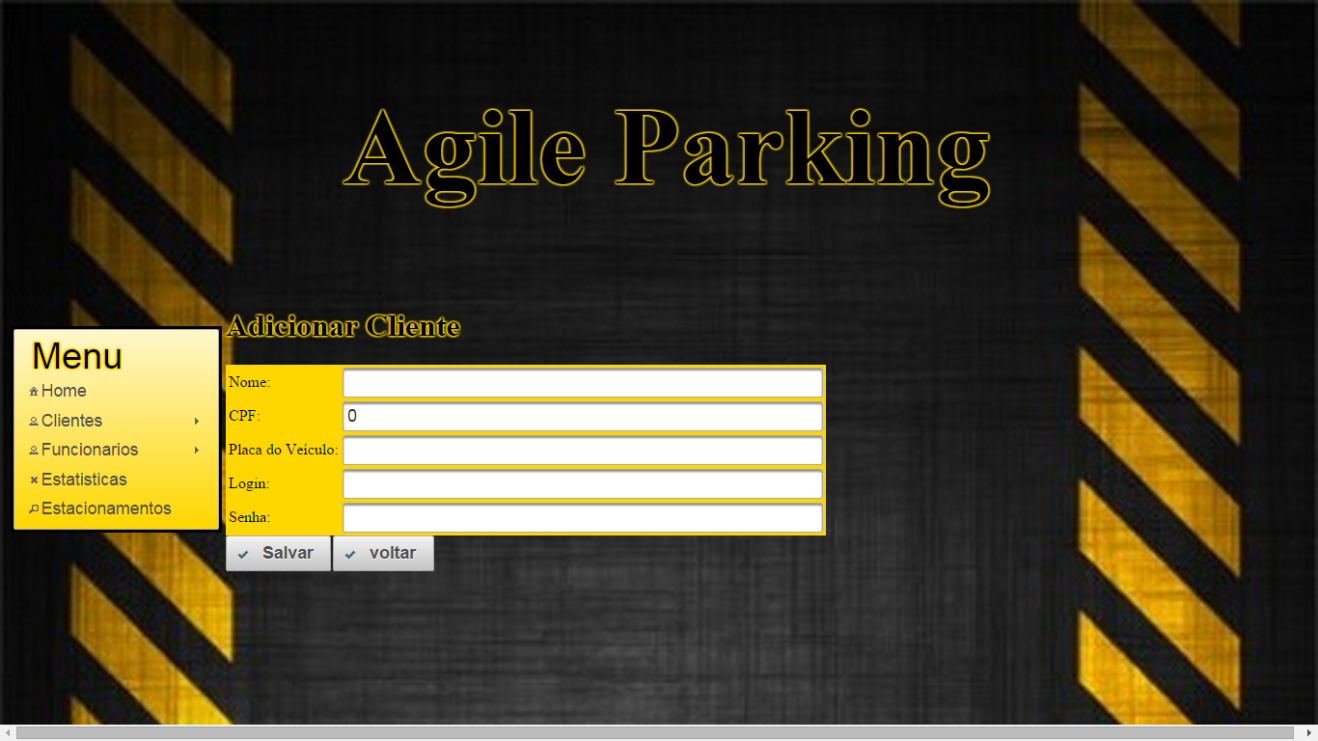 Agile Parking
Adicionar Cliente
Menu
Home
Clientes
Funcionarios
Estatisticas
Estacionamentos
Nome:
CPF: 0
Placa do Veículo:
Login:
Senha:
Salvar voltar